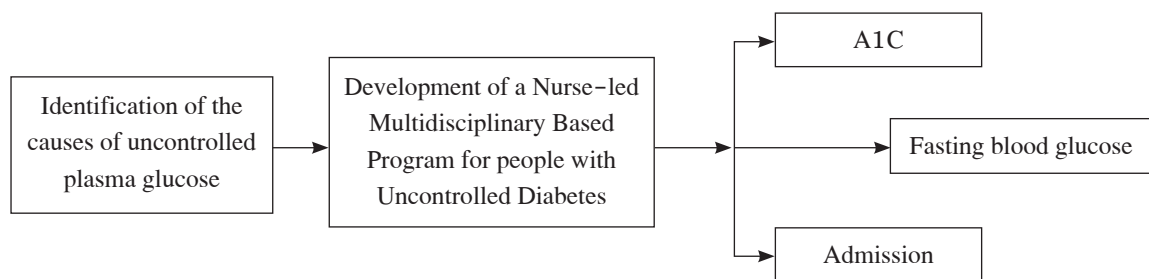 Identification of the
causes of uncontrolled
plasma glucose
Development of a Nurse-led
Multidisciplinary Based
Program for people with
Uncontrolled Diabetes
A1C
Fasting blood glucose
Admission